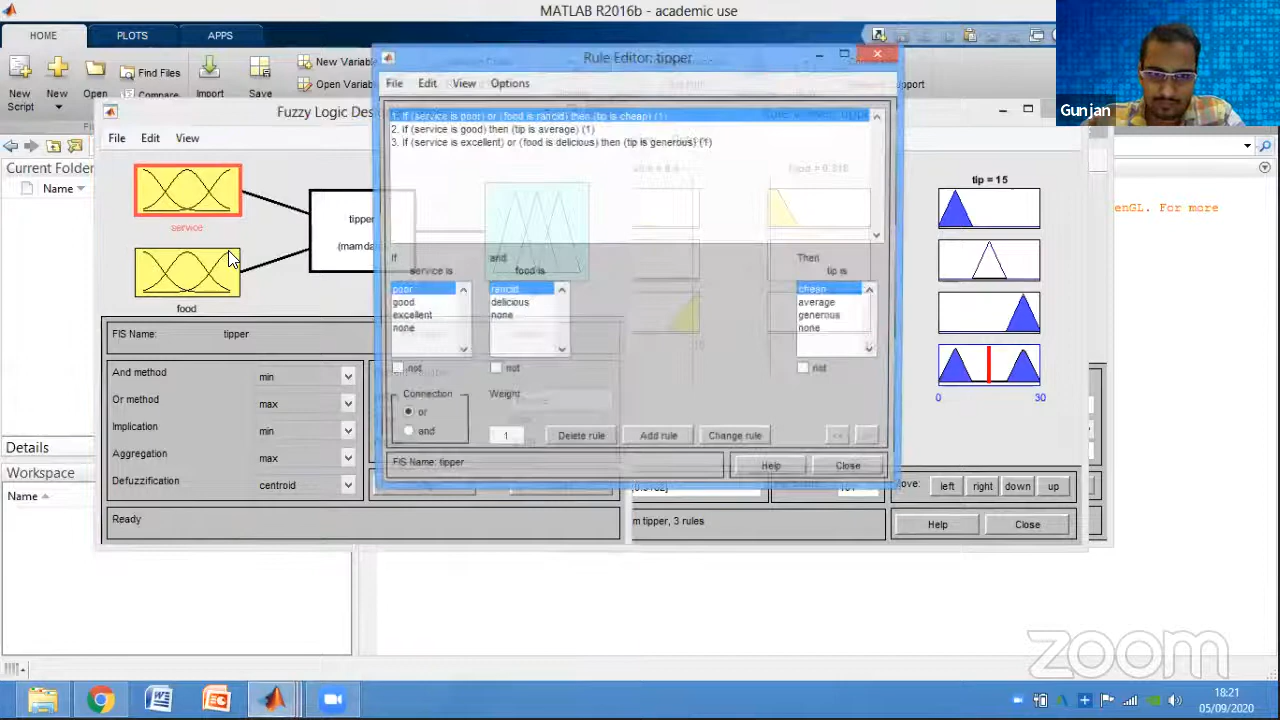 MATLAB R2016b - academic use
HOME
PLOTS
APPS
New Script
New
Open
Find Files
Compare
Import
Save
New Variable
Open Variable
Rule Editor: tipper
File Edit View Options
1. If (service is poor) or (food is rancid) then (tip is cheap) (1)
2. If (service is good) then (tip is average) (1)
3. If (service is excellent) or (food is delicious) then (tip is generous) (1)
If
and
Then
service is
food is
tip is
poor
good
excellent
none
rancid
delicious
none
cheap
average
generous
none
not
not
not
Connection
or
and
Weight:
1
Delete rule
Add rule
Change rule
<<
FIS Name: tipper
Help
Close
Gunjan
Current Folder
Name
Details
Workspace
Name
File Edit View
service
food
tipper
FIS Name:
tipper
And method
min
Or method
max
Implication
min
Aggregation
max
Defuzzification
centroid
Ready
tip = 15
0
30
left
right
down
up
tipper, 3 rules
Help
Close
enGL. For more
zoom
18:21
05/09/2020